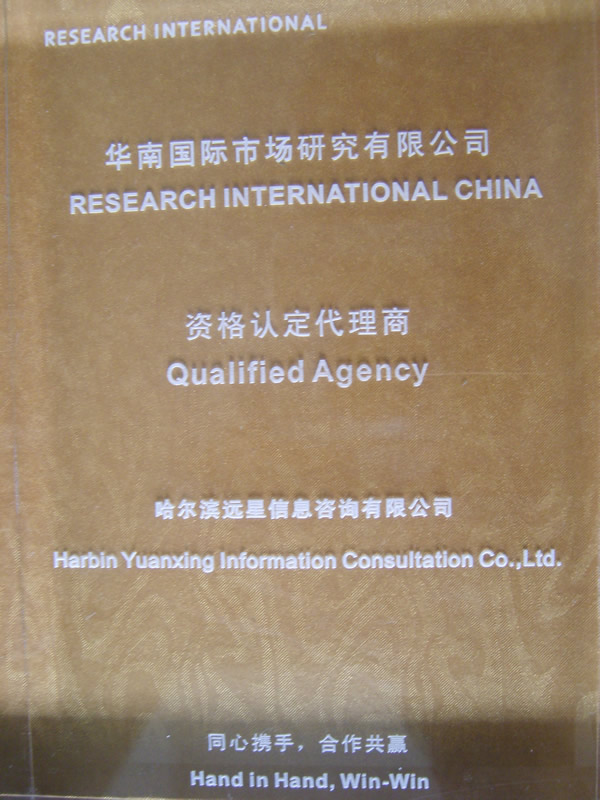 RESEARCH INTERNATIONAL
华南国际市场研究有限公司
RESEARCH INTERNATIONAL CHINA
资格认定代理商
Qualified Agency
哈尔滨远星信息咨询有限公司
Harbin Yuanxing Information Consultation Co.,Ltd.
同心携手，合作共赢
Hand in Hand, Win-Win